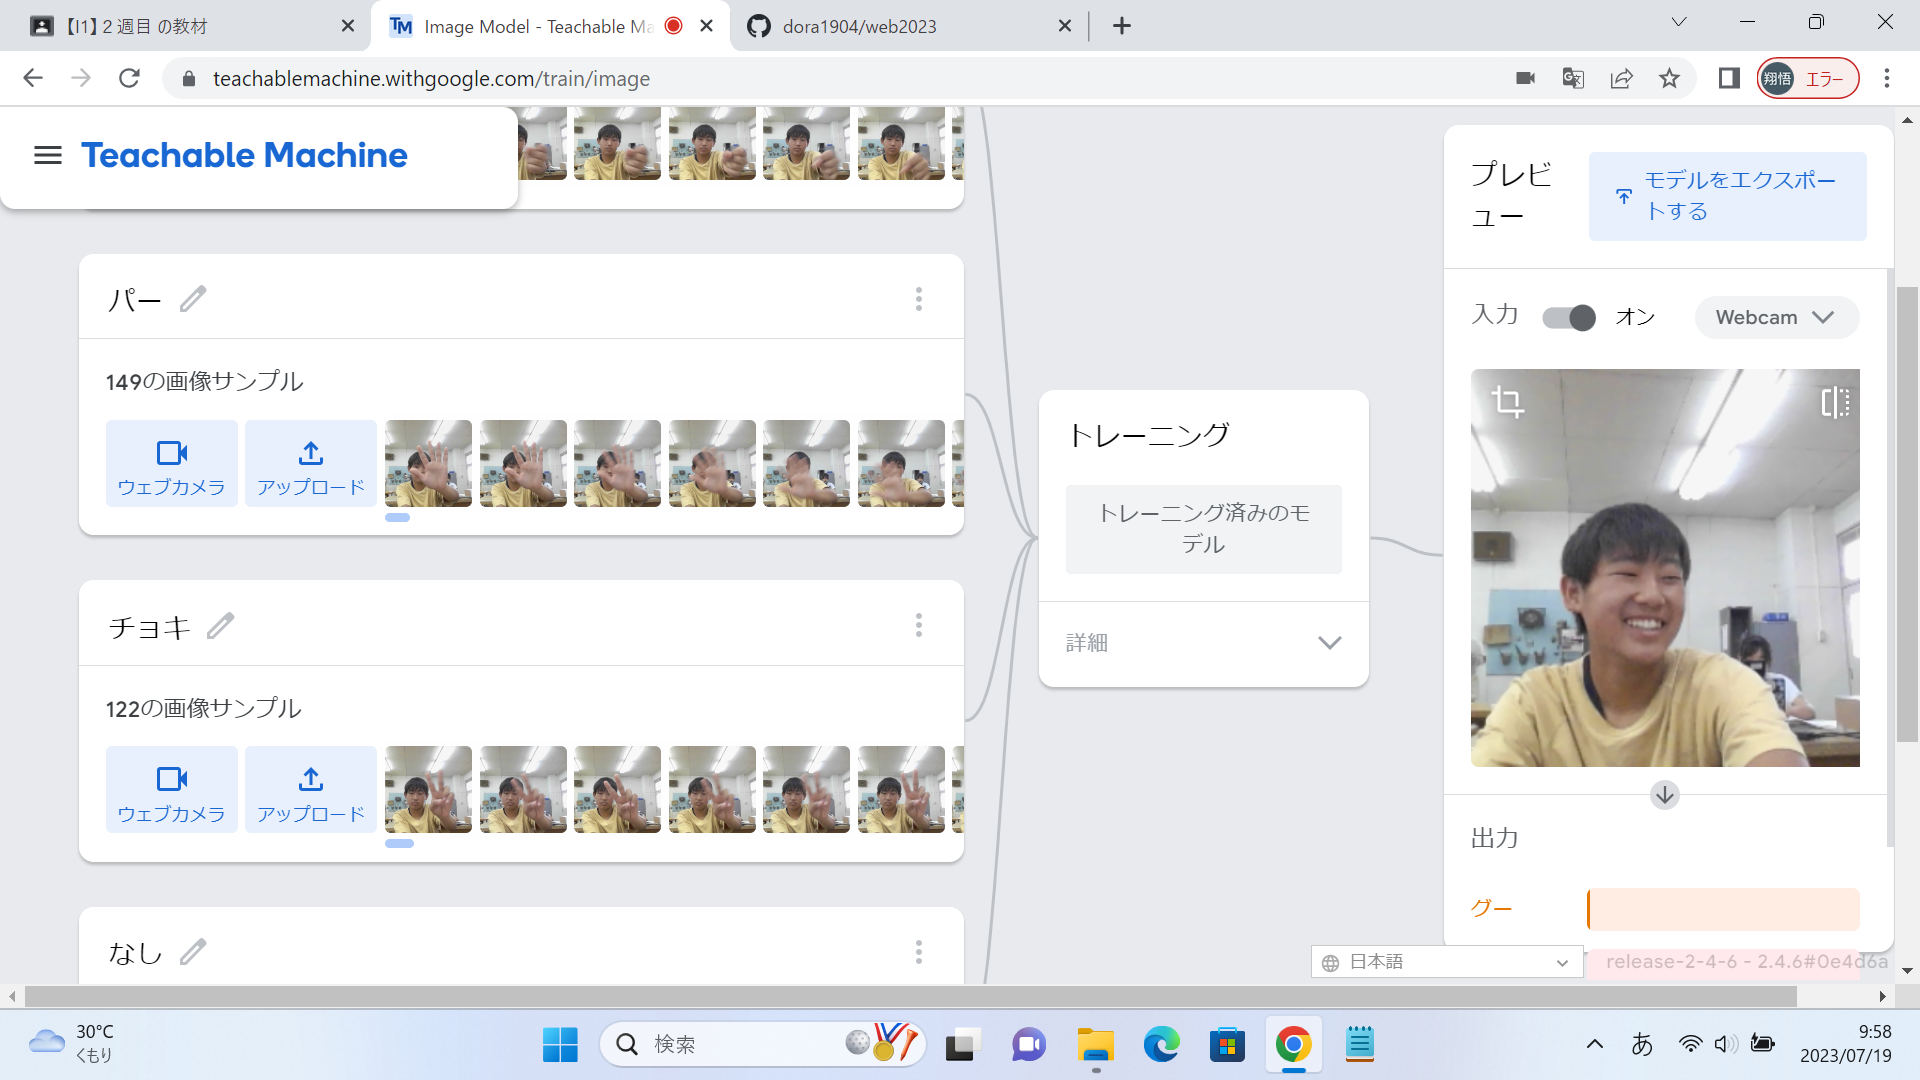 【I1】２週目 の教材
TM
Image Model - Teachable Ma
dora1904/web2023
teachablemachine.withgoogle.com/train/image
翔悟
エラー
Teachable Machine
プレビュー
モデルをエクスポートする
パー
入力
オン
Webcam
149の画像サンプル
ウェブカメラ
アップロード
トレーニング
トレーニング済みのモデル
詳細
チョキ
122の画像サンプル
ウェブカメラ
アップロード
出力
グー
なし
日本語
release-2-4-6 - 2.4.6#0e4d6a
30°C
くもり
検索
あ
9:58
2023/07/19